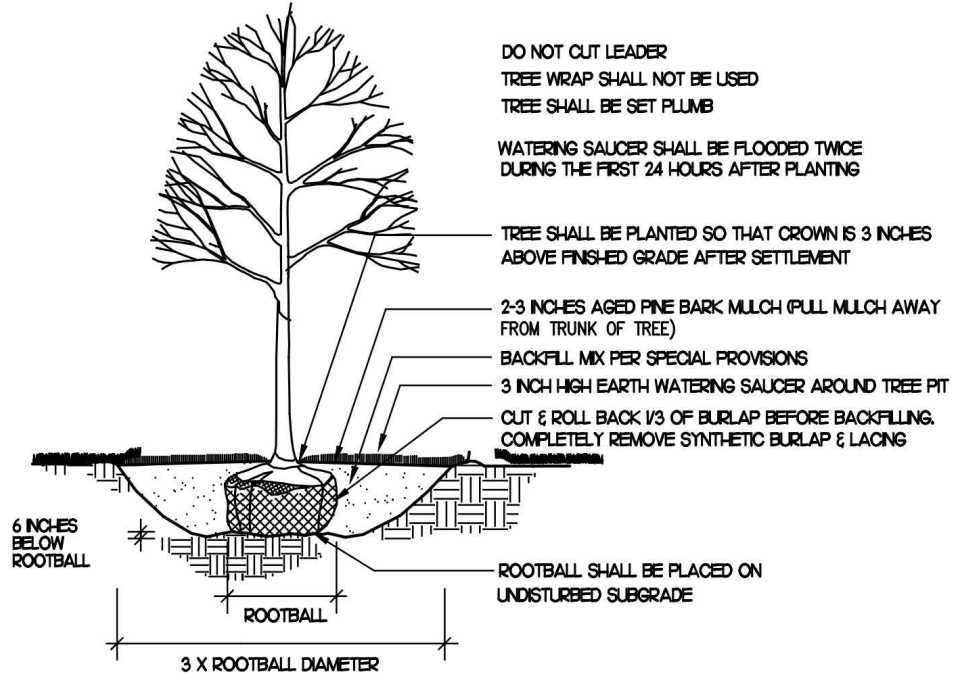 DO NOT CUT LEADER
TREE WRAP SHALL NOT BE USED
TREE SHALL BE SET PLUMB
WATERING SAUCER SHALL BE FLOODED TWICE
DURING THE FIRST 24 HOURS AFTER PLANTING
TREE SHALL BE PLANTED SO THAT CROWN IS 3 INCHES
ABOVE FINISHED GRADE AFTER SETTLEMENT
2-3 INCHES AGED PINE BARK MULCH (PULL MULCH AWAY
FROM TRUNK OF TREE)
BACKFILL MIX PER SPECIAL PROVISIONS
3 INCH HIGH EARTH WATERING SAUCER AROUND TREE PIT
CUT & ROLL BACK 1/3 OF BURLAP BEFORE BACKFILLING.
COMPLETELY REMOVE SYNTHETIC BURLAP & LACING
6 INCHES
BELOW
ROOTBALL
ROOTBALL SHALL BE PLACED ON
UNDISTURBED SUBGRADE
ROOTBALL
3 X ROOTBALL DIAMETER